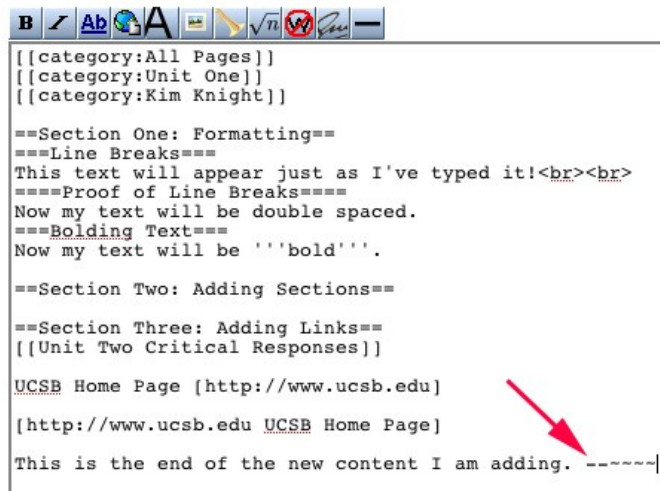 B I Ab A √n W
[[category:All Pages]]
[[category:Unit One]]
[[category:Kim Knight]]
==Section One: Formatting==
===Line Breaks===
This text will appear just as I've typed it!<br><br>
====Proof of Line Breaks====
Now my text will be double spaced.
===Bolding Text===
Now my text will be '''bold'''.
==Section Two: Adding Sections==
==Section Three: Adding Links==
[[Unit Two Critical Responses]]
UCSB Home Page [http://www.ucsb.edu]
[http://www.ucsb.edu UCSB Home Page]
This is the end of the new content I am adding. --~~~~